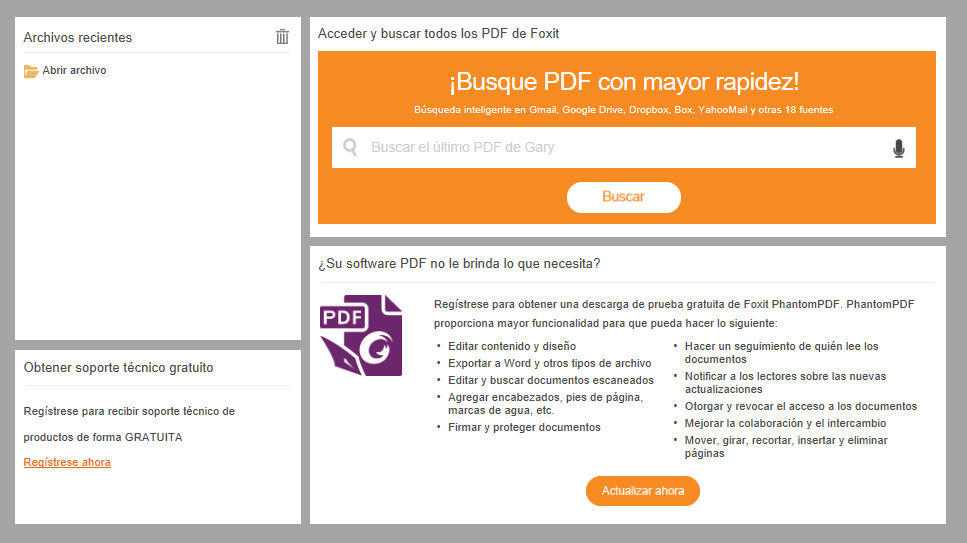 Archivos recientes
Abrir archivo
Obtener soporte técnico gratuito
Regístrese para recibir soporte técnico de
productos de forma GRATUITA
Regístrese ahora
Acceder y buscar todos los PDF de Foxit
¡Busque PDF con mayor rapidez!
Búsqueda inteligente en Gmail, Google Drive, Dropbox, Box, YahooMail y otras 18 fuentes
Buscar el último PDF de Gary
Buscar
¿Su software PDF no le brinda lo que necesita?
PDF
Regístrese para obtener una descarga de prueba gratuita de Foxit PhantomPDF. PhantomPDF
proporciona mayor funcionalidad para que pueda hacer lo siguiente:
• Editar contenido y diseño
• Exportar a Word y otros tipos de archivo
• Editar y buscar documentos escaneados
• Agregar encabezados, pies de página,
marcas de agua, etc.
• Firmar y proteger documentos
• Hacer un seguimiento de quién lee los
documentos
• Notificar a los lectores sobre las nuevas
actualizaciones
• Otorgar y revocar el acceso a los documentos
• Mejorar la colaboración y el intercambio
• Mover, girar, recortar, insertar y eliminar
páginas
Actualizar ahora